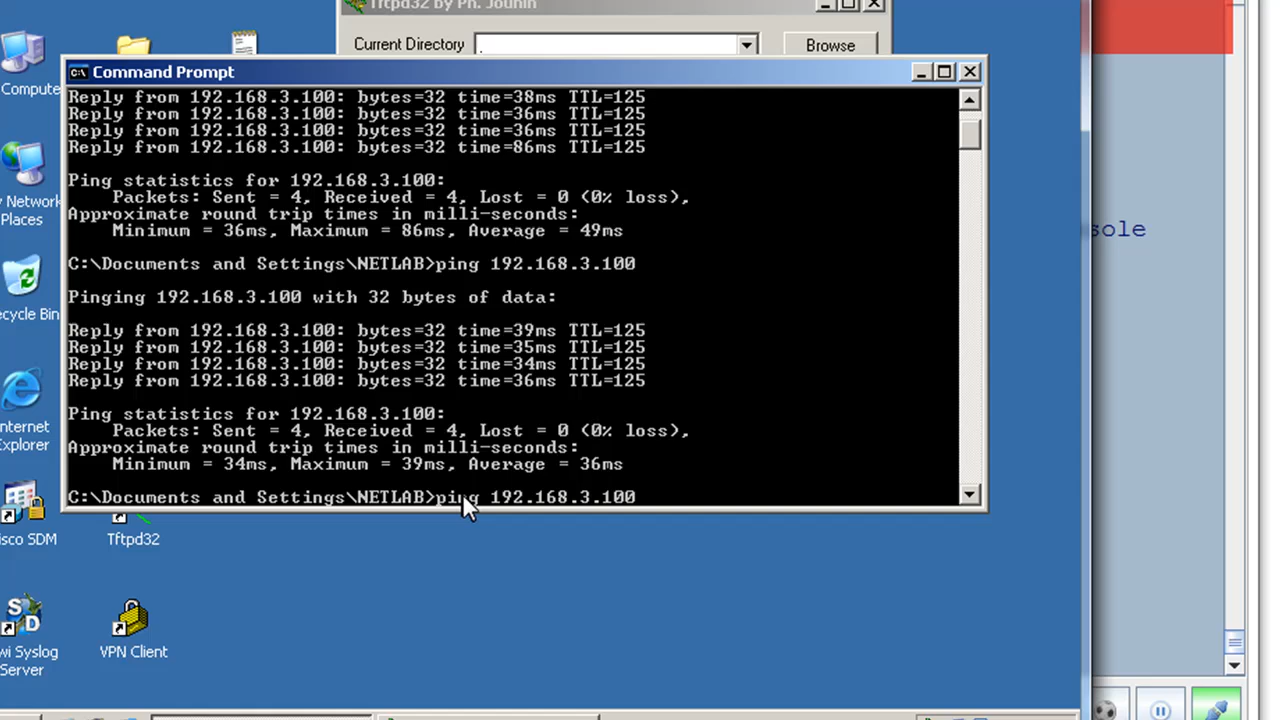 Tftpd32 by Ph. Jounin
Current Directory
.
Browse
Compute
C:\
Command Prompt
Reply from 192.168.3.100: bytes=32 time=38ms TTL=125
Reply from 192.168.3.100: bytes=32 time=36ms TTL=125
Reply from 192.168.3.100: bytes=32 time=36ms TTL=125
Reply from 192.168.3.100: bytes=32 time=86ms TTL=125
Ping statistics for 192.168.3.100:
Packets: Sent = 4, Received = 4, Lost = 0 (0% loss),
Approximate round trip times in milli-seconds:
Minimum = 36ms, Maximum = 86ms, Average = 49ms
C:\Documents and Settings\NETLAB>ping 192.168.3.100
Pinging 192.168.3.100 with 32 bytes of data:
Reply from 192.168.3.100: bytes=32 time=39ms TTL=125
Reply from 192.168.3.100: bytes=32 time=35ms TTL=125
Reply from 192.168.3.100: bytes=32 time=34ms TTL=125
Reply from 192.168.3.100: bytes=32 time=36ms TTL=125
Ping statistics for 192.168.3.100:
Packets: Sent = 4, Received = 4, Lost = 0 (0% loss),
Approximate round trip times in milli-seconds:
Minimum = 34ms, Maximum = 39ms, Average = 36ms
C:\Documents and Settings\NETLAB>ping 192.168.3.100
y Network
Places
ecycle Bin
nternet
Explorer
isco SDM
Tftpd32
wi Syslog
Server
VPN Client
sole